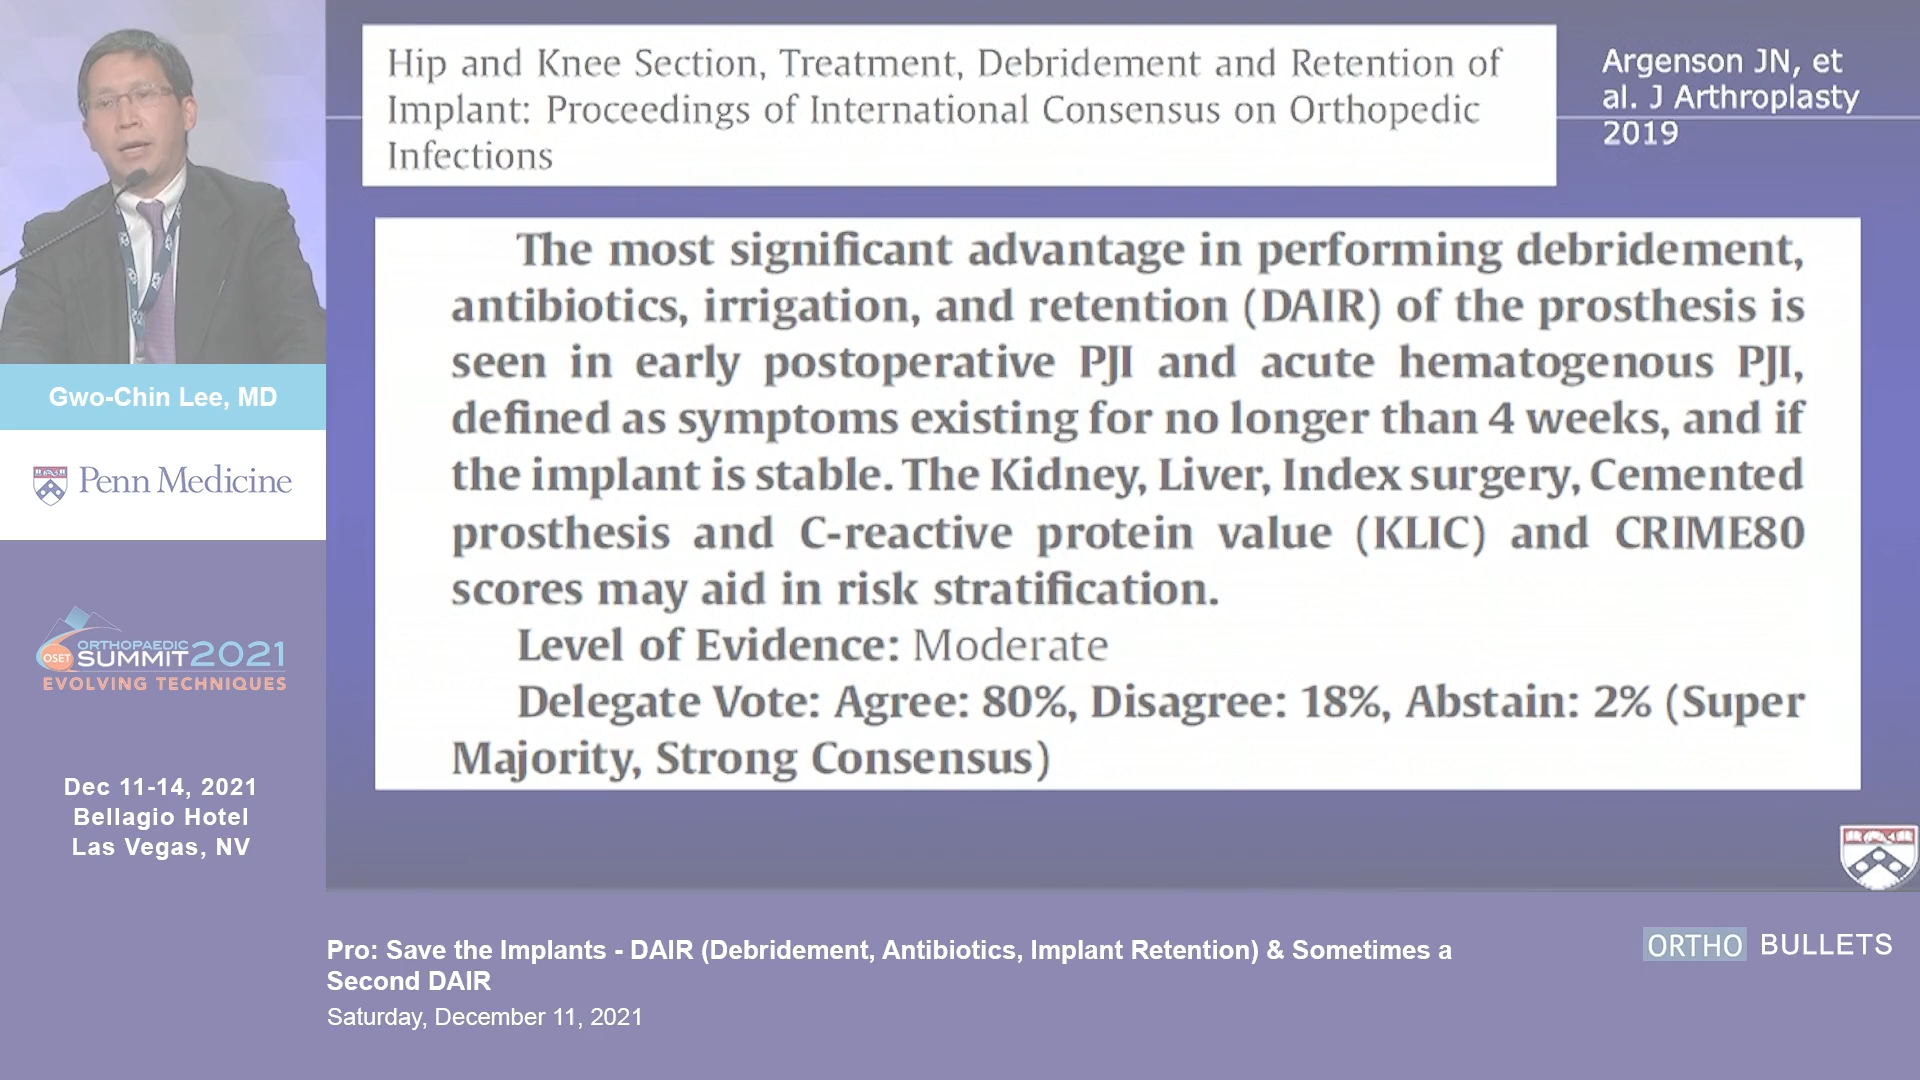 Hip and Knee Section, Treatment, Debridement and Retention of
Implant: Proceedings of International Consensus on Orthopedic
Infections
Argenson JN, et
al. J Arthroplasty
2019
The most significant advantage in performing debridement,
antibiotics, irrigation, and retention (DAIR) of the prosthesis is
seen in early postoperative PJI and acute hematogenous PJI,
defined as symptoms existing for no longer than 4 weeks, and if
the implant is stable. The Kidney, Liver, Index surgery, Cemented
prosthesis and C-reactive protein value (KLIC) and CRIME80
scores may aid in risk stratification.
Level of Evidence: Moderate
Delegate Vote: Agree: 80%, Disagree: 18%, Abstain: 2% (Super
Majority, Strong Consensus)
Gwo-Chin Lee, MD
Penn Medicine
OSET
ORTHOPAEDIC
SUMMIT 2021
EVOLVING TECHNIQUES
Dec 11-14, 2021
Bellagio Hotel
Las Vegas, NV
Pro: Save the Implants - DAIR (Debridement, Antibiotics, Implant Retention) & Sometimes a
Second DAIR
Saturday, December 11, 2021
ORTHO BULLETS